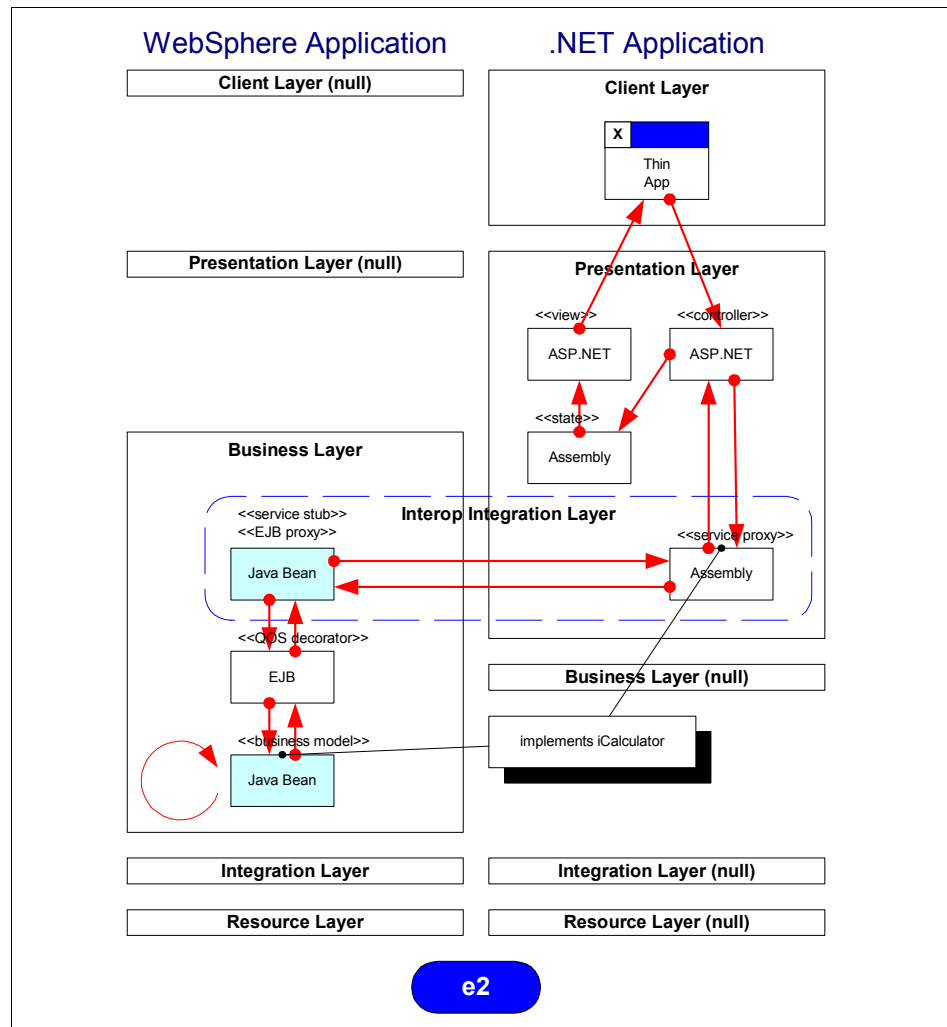 WebSphere Application
.NET Application
Client Layer (null)
Client Layer
X
Thin
App
Presentation Layer (null)
Presentation Layer
<<view>>
<<controller>>
ASP.NET
ASP.NET
<<state>>
Assembly
Business Layer
Interop Integration Layer
<<service stub>>
<<EJB proxy>>
<<service proxy>>
Java Bean
Assembly
<<QOS decorator>>
EJB
Business Layer (null)
<<business model>>
implements iCalculator
Java Bean
Integration Layer
Integration Layer (null)
Resource Layer
Resource Layer (null)
e2